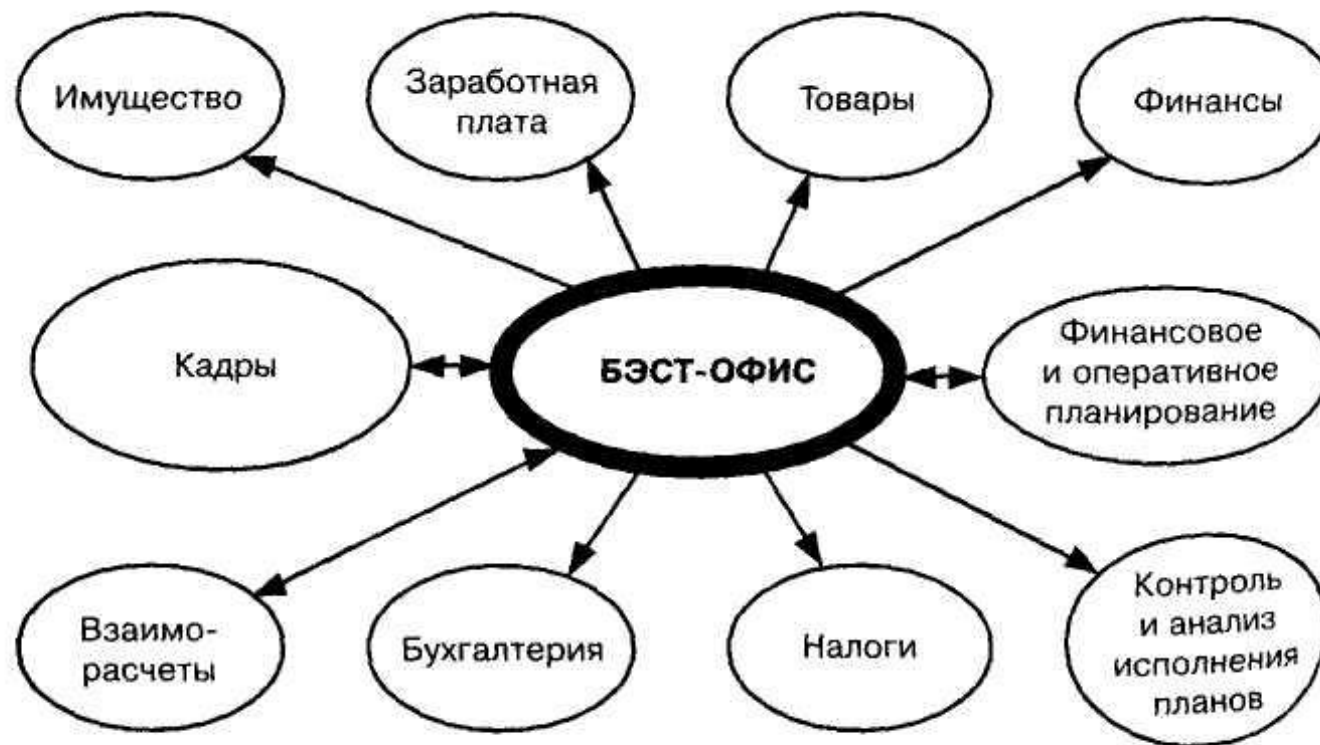 Имущество
Заработная
плата
Товары
Финансы
Кадры
БЭСТ-ОФИС
Финансовое
и оперативное
планирование
Взаимо-
расчеты
Бухгалтерия
Налоги
Контроль
и анализ
исполнения
планов